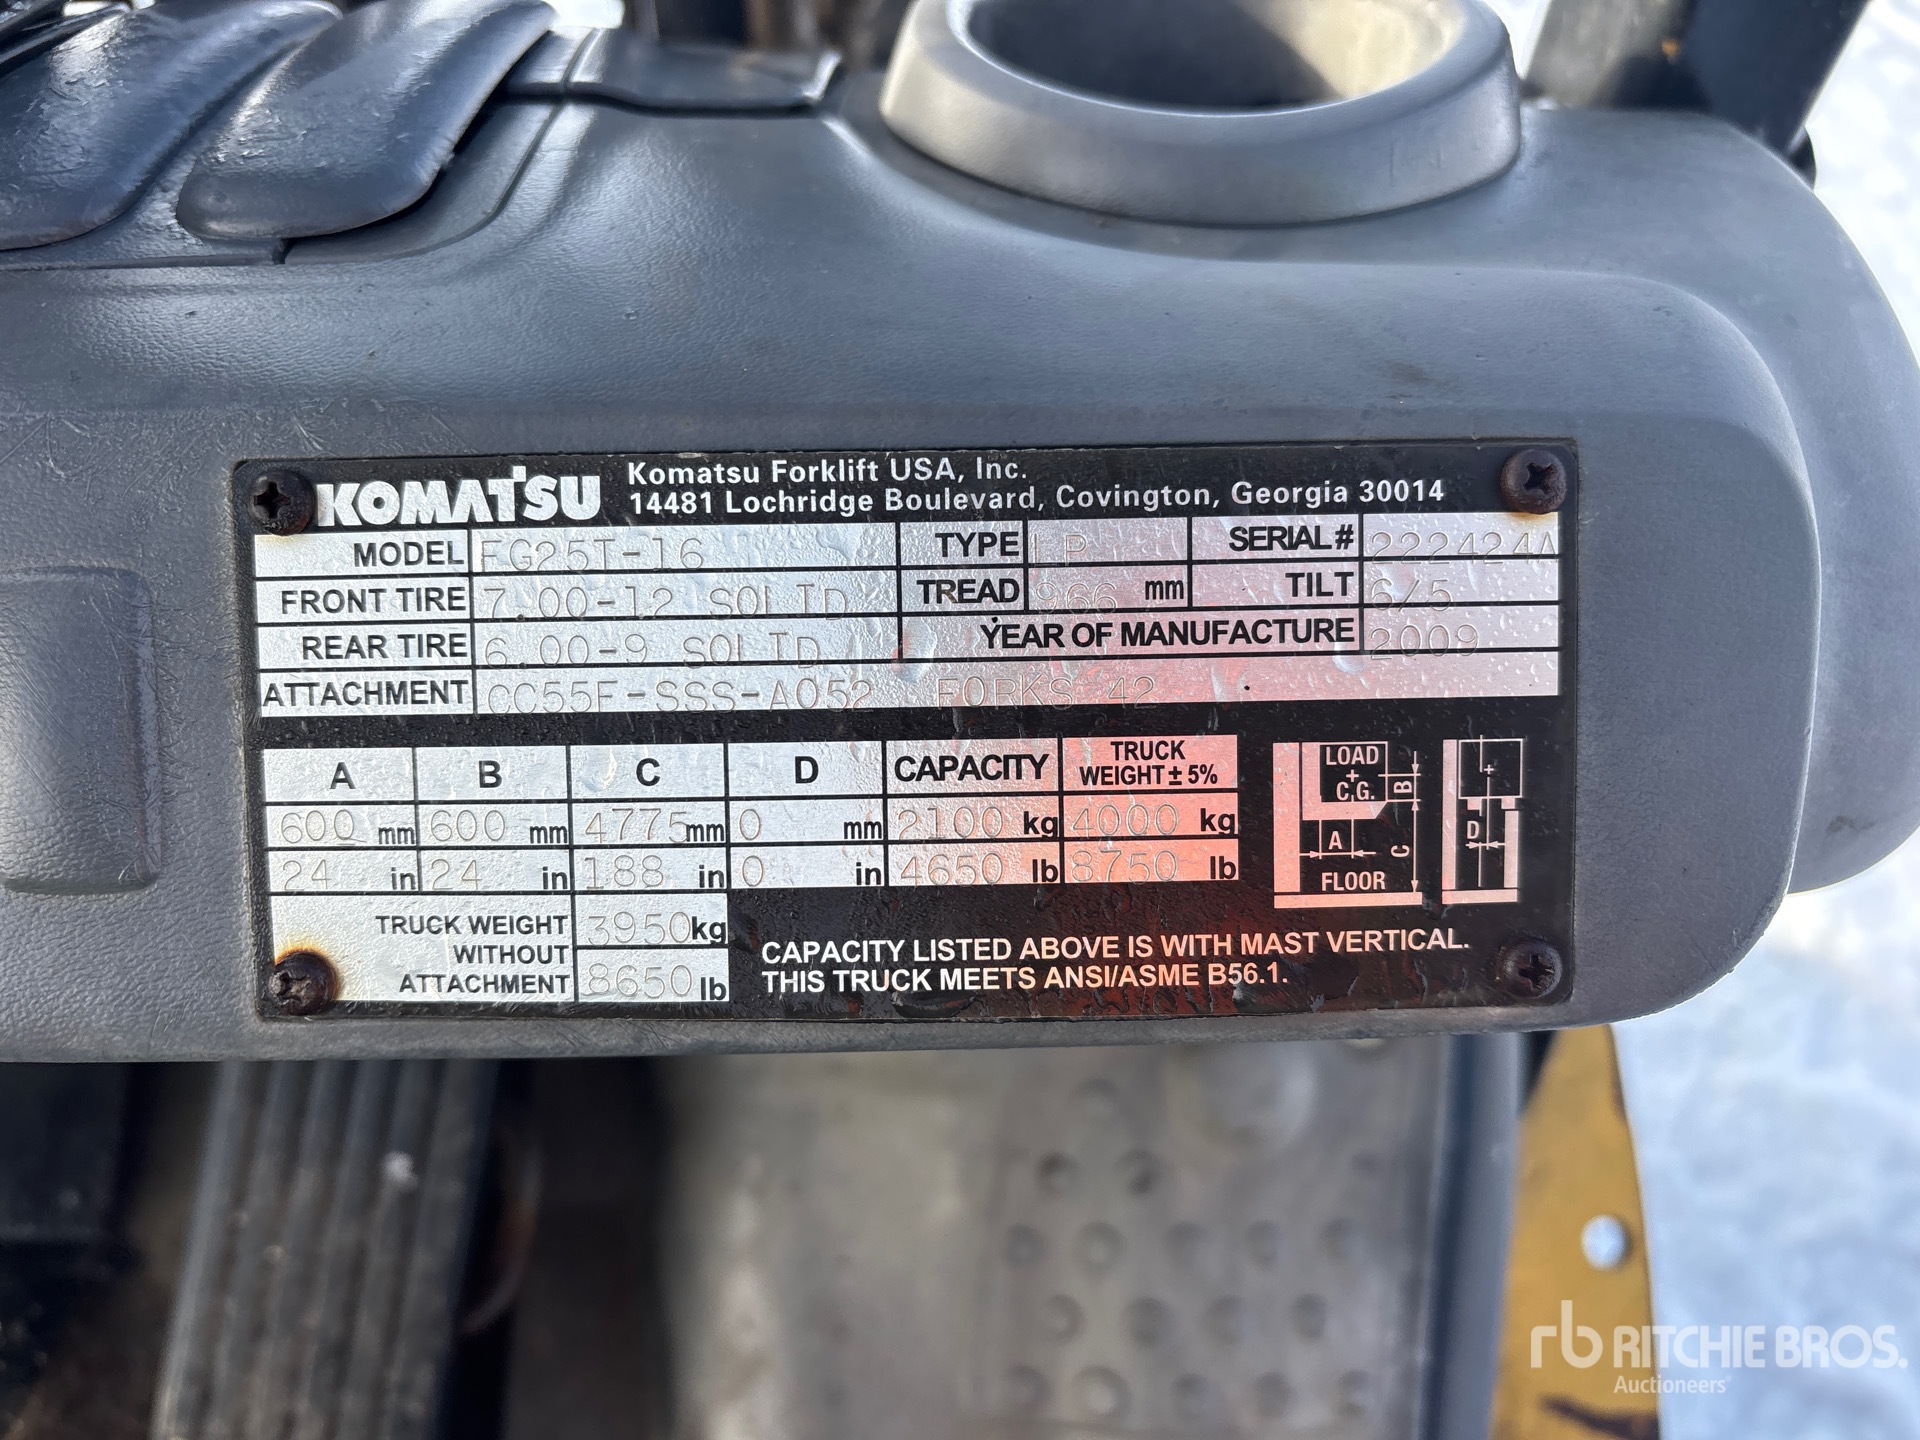 KOMATSU Komatsu Forklift USA, Inc.
14481 Lochridge Boulevard, Covington, Georgia 30014
MODEL FG25T-16 TYPE LP SERIAL# 222424A
FRONT TIRE 7.00-12 SOLID TREAD 966 mm TILT 6/5
REAR TIRE 6.00-9 SOLID YEAR OF MANUFACTURE 2009
ATTACHMENT CC55F-SSS-A052 FORKS 42
A B C D CAPACITY TRUCK WEIGHT ± 5%
600 mm 600 mm 4775 mm 0 mm 2100 kg 4000 kg
24 in 24 in 188 in 0 in 4650 lb 8750 lb
TRUCK WEIGHT WITHOUT ATTACHMENT
3950 kg
8650 lb
LOAD
+
C.G.
B
A
C
FLOOR
+
D
CAPACITY LISTED ABOVE IS WITH MAST VERTICAL.
THIS TRUCK MEETS ANSI/ASME B56.1.
rb RITCHIE BROS.
Auctioneers